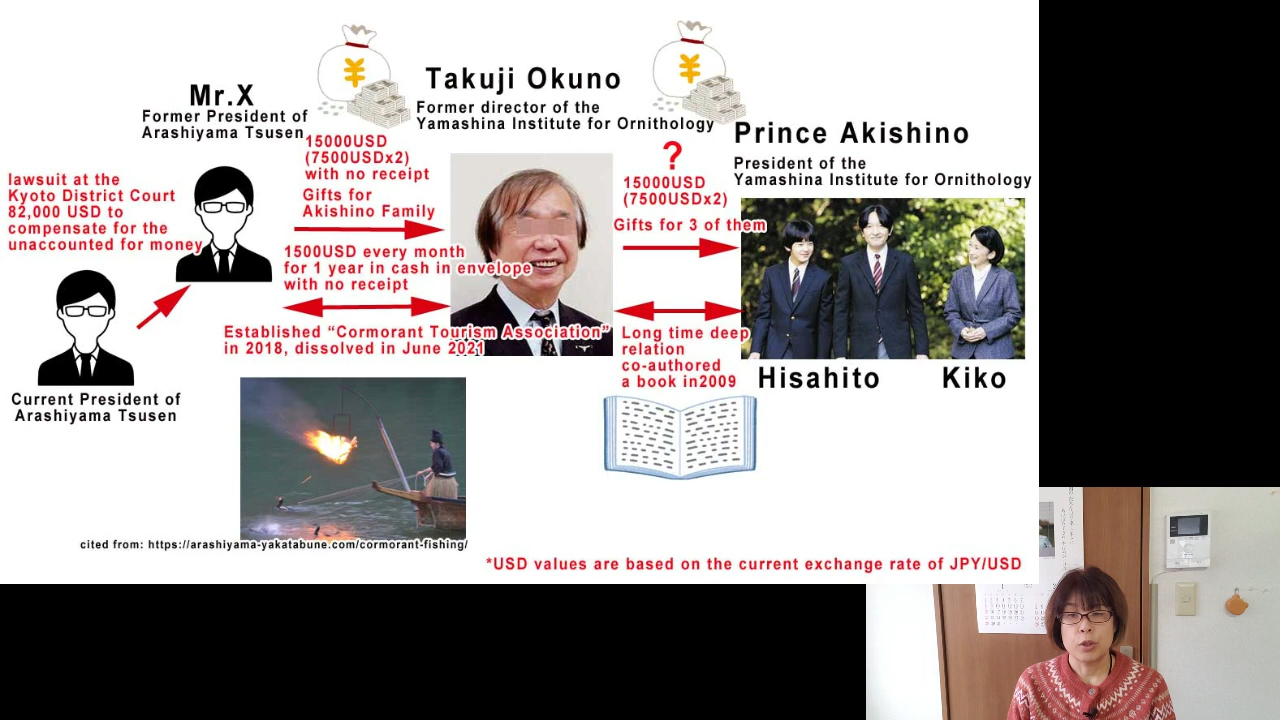 Mr.X
Former President of
Arashiyama Tsusen
Takuji Okuno
Former director of the
Yamashina Institute for Ornithology
Prince Akishino
President of the
Yamashina Institute for Ornithology
lawsuit at the
Kyoto District Court
82,000 USD to
compensate for the
unaccounted for money
15000USD
(7500USDx2)
with no receipt
Gifts for
Akishino Family
1500USD every month
for 1 year in cash in envelope
with no receipt
Established “Cormorant Tourism Association”
in 2018, dissolved in June 2021
?
15000USD
(7500USDx2)
Gifts for 3 of them
Long time deep
relation
co-authored
a book in2009
Hisahito
Kiko
Current President of
Arashiyama Tsusen
cited from: https://arashiyama-yakatabune.com/cormorant-fishing/
*USD values are based on the current exchange rate of JPY/USD
¥
¥